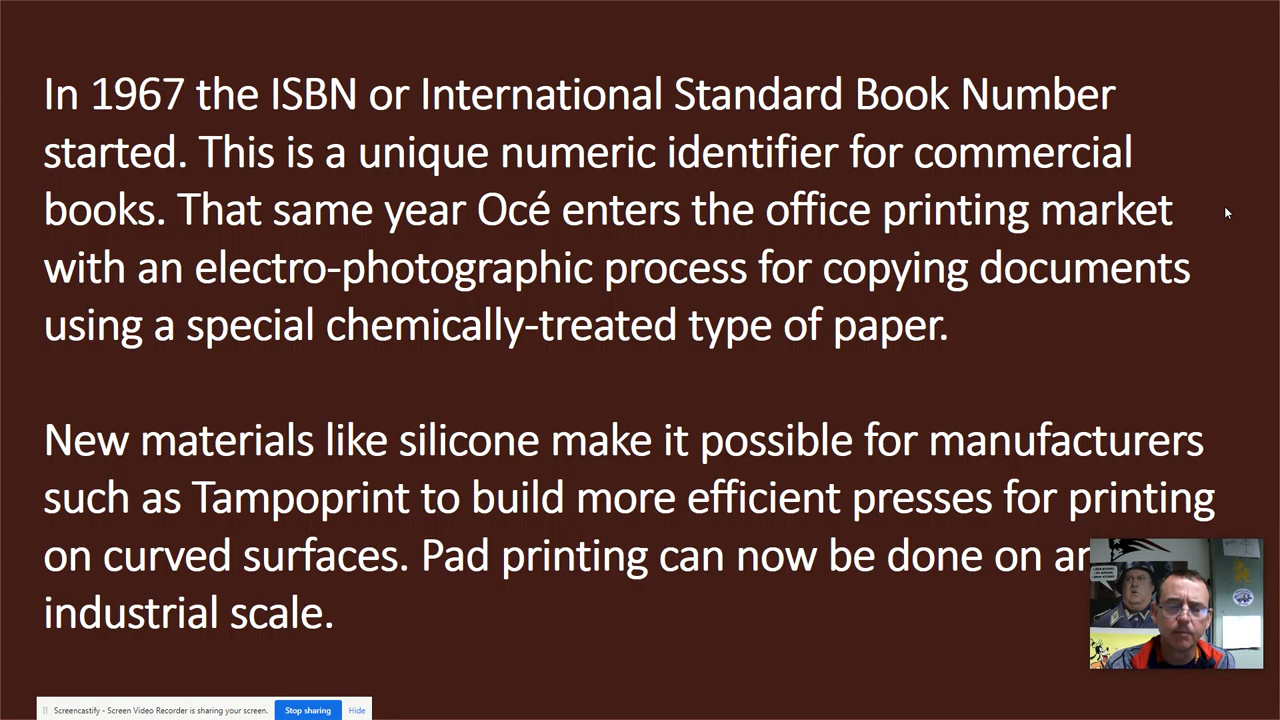 In 1967 the ISBN or International Standard Book Number
started. This is a unique numeric identifier for commercial
books. That same year Océ enters the office printing market
with an electro-photographic process for copying documents
using a special chemically-treated type of paper.
New materials like silicone make it possible for manufacturers
such as Tampoprint to build more efficient presses for printing
on curved surfaces. Pad printing can now be done on an
industrial scale.
Screencastify - Screen Video Recorder is sharing your screen. Stop sharing Hide